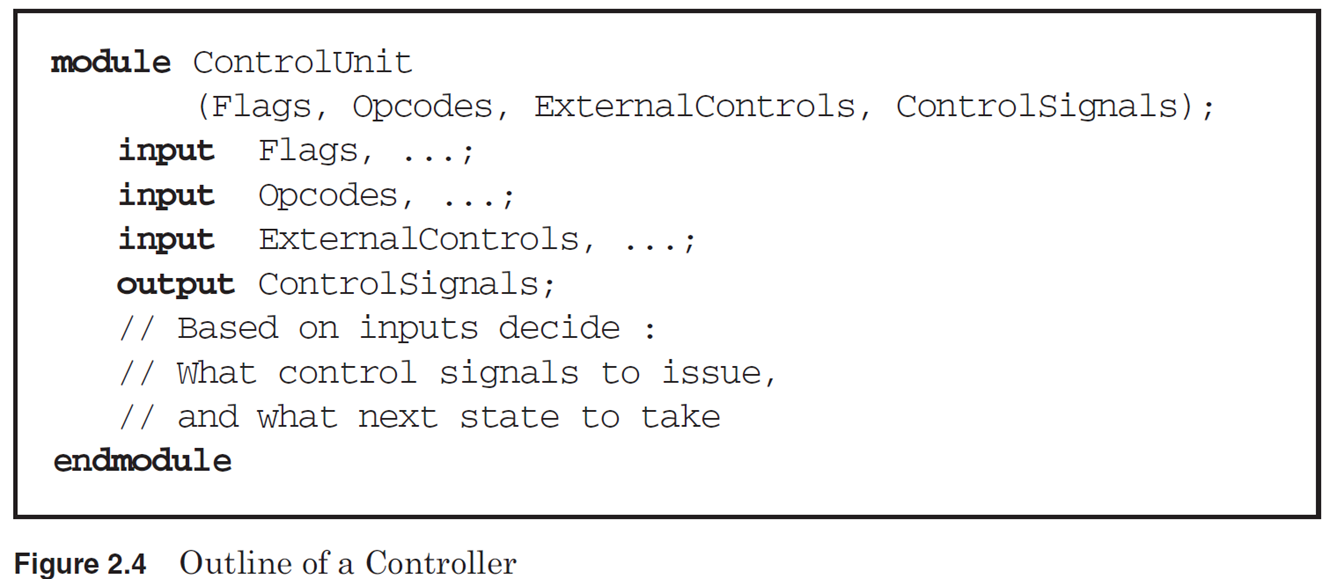 module ControlUnit
(Flags, Opcodes, ExternalControls, ControlSignals);
input Flags, ...;
input Opcodes, ...;
input ExternalControls, ...;
output ControlSignals;
// Based on inputs decide :
// What control signals to issue,
// and what next state to take
endmodule
Figure 2.4 Outline of a Controller